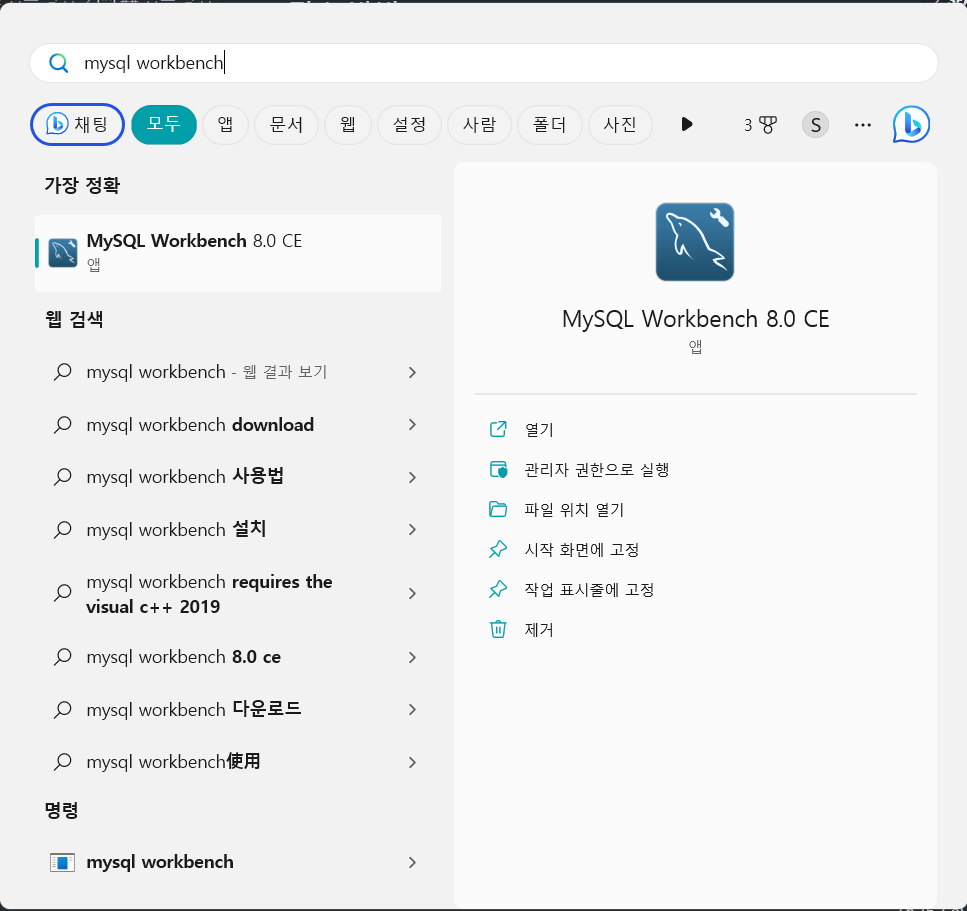 mysql workbench
채팅
모두
앱
문서
웹
설정
사람
폴더
사진
3
S
...
가장 정확
MySQL Workbench 8.0 CE
앱
웹 검색
mysql workbench - 웹 결과 보기
mysql workbench download
mysql workbench 사용법
mysql workbench 설치
mysql workbench requires the
visual c++ 2019
mysql workbench 8.0 ce
mysql workbench 다운로드
mysql workbench使用
명령
mysql workbench
MySQL Workbench 8.0 CE
앱
열기
관리자 권한으로 실행
파일 위치 열기
시작 화면에 고정
작업 표시줄에 고정
제거